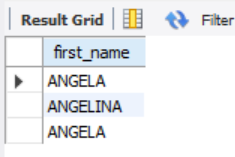 Result Grid Filter
first_name
ANGELA
ANGELINA
ANGELA